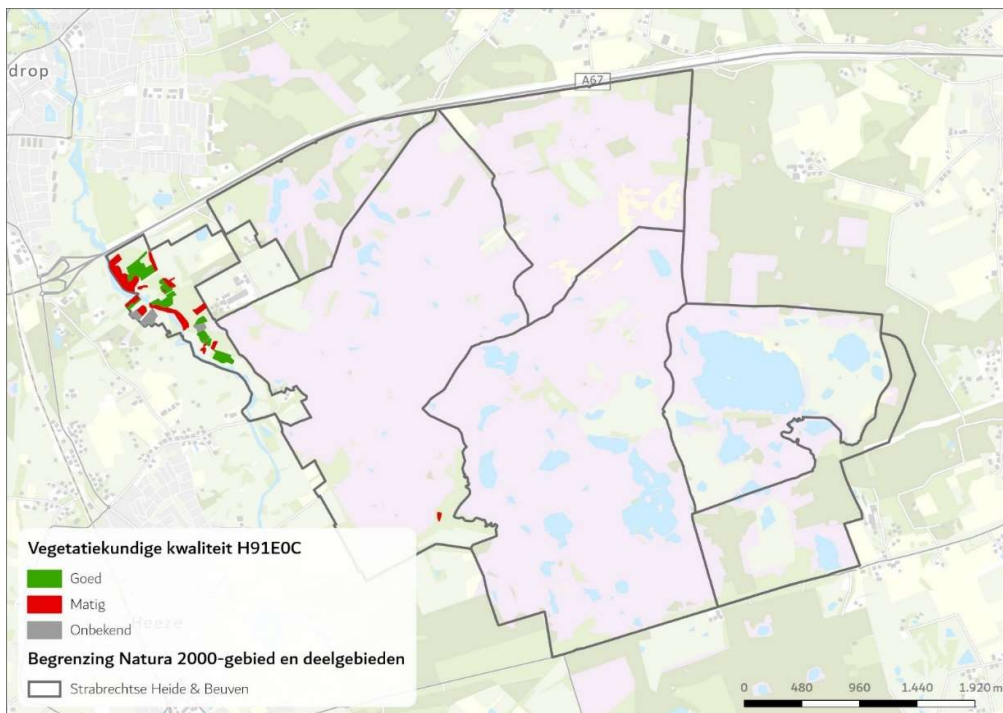 drop
A67
Heeze
Vegetatiekundige kwaliteit H91E0C
Goed
Matig
Onbekend
Begrenzing Natura 2000-gebied en deelgebieden
Strabrechtse Heide & Beuven
0 480 960 1.440 1.920 m